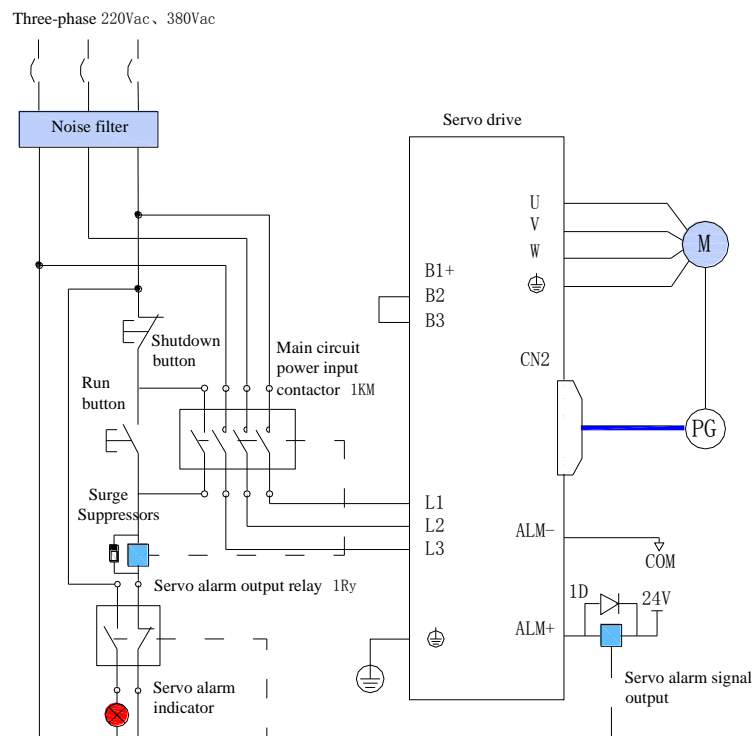 Three-phase 220Vac、380Vac
Noise filter
Servo drive
U
V
W
M
B1+
B2
B3
Shutdown
button
Main circuit
power input
contactor 1KM
CN2
Run
button
PG
Surge
Suppressors
L1
L2
L3
ALM-
COM
Servo alarm output relay 1Ry
1D
24V
ALM+
Servo alarm
indicator
Servo alarm signal
output